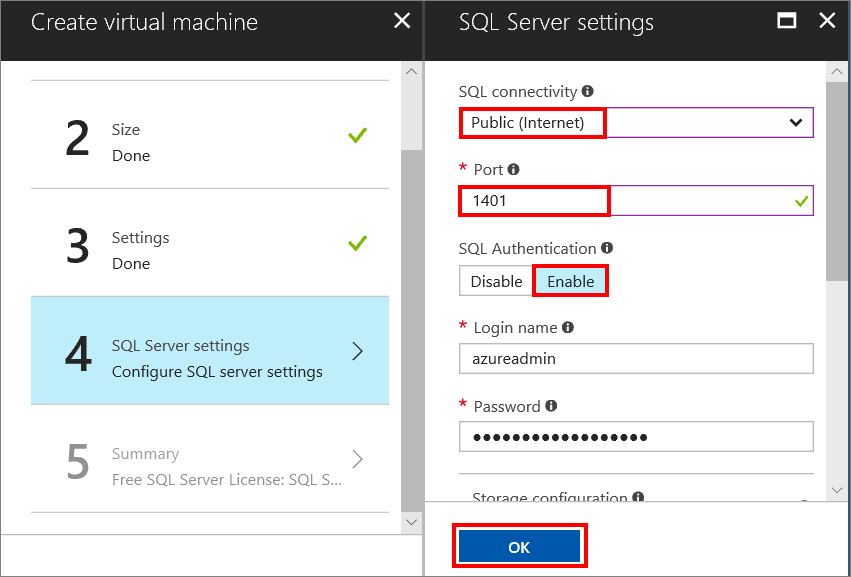 Create virtual machine
2
Size
Done
3
Settings
Done
4
SQL Server settings
Configure SQL server settings
5
Summary
Free SQL Server License: SQL S...
SQL Server settings
SQL connectivity
Public (Internet)
* Port
1401
SQL Authentication
Disable Enable
* Login name
azureadmin
* Password
••••••••••••••••••
Storage configuration
OK